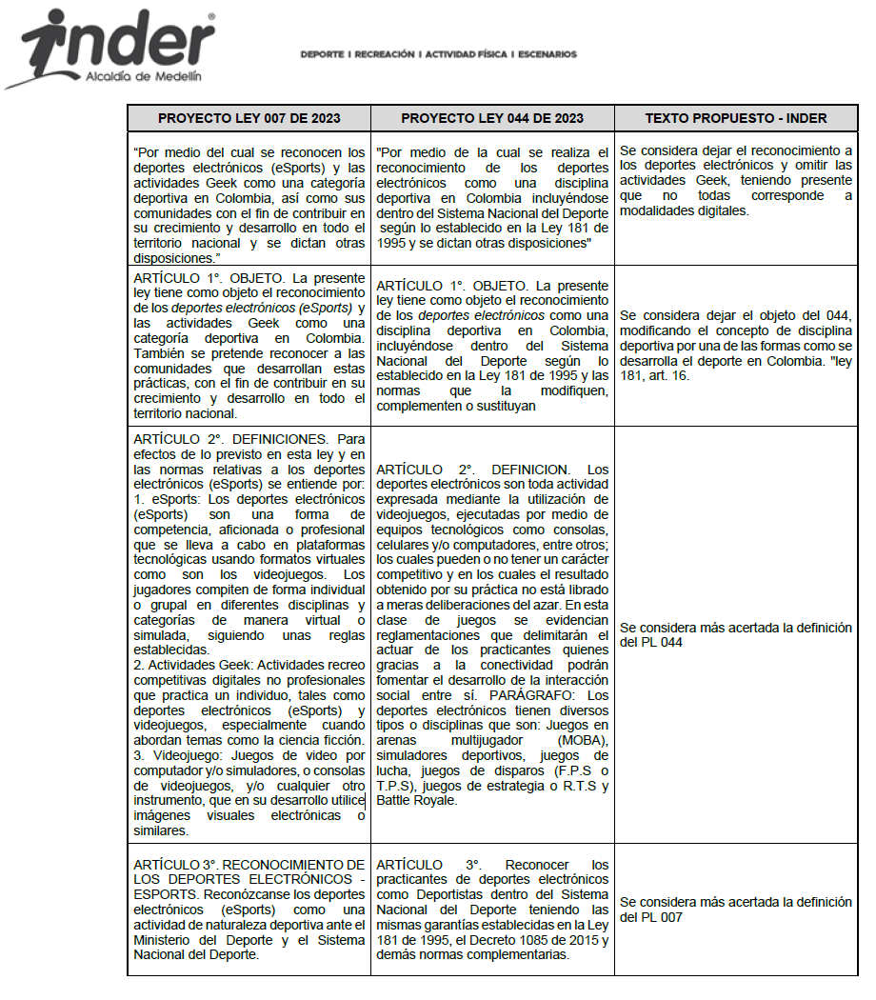 inder®
Alcaldía de Medellín
DEPORTE I RECREACIÓN I ACTIVIDAD FÍSICA I ESCENARIOS
PROYECTO LEY 007 DE 2023
PROYECTO LEY 044 DE 2023
TEXTO PROPUESTO - INDER
“Por medio del cual se reconocen los
deportes electrónicos (eSports) y las
actividades Geek como una categoría
deportiva en Colombia, así como sus
comunidades con el fin de contribuir en
su crecimiento y desarrollo en todo el
territorio nacional y se dictan otras
disposiciones.”
"Por medio de la cual se realiza el
reconocimiento de los deportes
electrónicos como una disciplina
deportiva en Colombia incluyéndose
dentro del Sistema Nacional del Deporte
según lo establecido en la Ley 181 de
1995 y se dictan otras disposiciones"
Se considera dejar el reconocimiento a
los deportes electrónicos y omitir las
actividades Geek, teniendo presente
que no todas corresponde a
modalidades digitales.
ARTÍCULO 1°. OBJETO. La presente
ley tiene como objeto el reconocimiento
de los deportes electrónicos (eSports) y
las actividades Geek como una
categoría deportiva en Colombia.
También se pretende reconocer a las
comunidades que desarrollan estas
prácticas, con el fin de contribuir en su
crecimiento y desarrollo en todo el
territorio nacional.
ARTÍCULO 1°. OBJETO. La presente
ley tiene como objeto el reconocimiento
de los deportes electrónicos como una
disciplina deportiva en Colombia,
incluyéndose dentro del Sistema
Nacional del Deporte según lo
establecido en la Ley 181 de 1995 y las
normas que la modifiquen,
complementen o sustituyan
Se considera dejar el objeto del 044,
modificando el concepto de disciplina
deportiva por una de las formas como se
desarrolla el deporte en Colombia. "ley
181, art. 16.
ARTÍCULO 2°. DEFINICIONES. Para
efectos de lo previsto en esta ley y en
las normas relativas a los deportes
electrónicos (eSports) se entiende por:
1. eSports: Los deportes electrónicos
(eSports) son una forma de
competencia, aficionada o profesional
que se lleva a cabo en plataformas
tecnológicas usando formatos virtuales
como son los videojuegos. Los
jugadores compiten de forma individual
o grupal en diferentes disciplinas y
categorías de manera virtual o
simulada, siguiendo unas reglas
establecidas.
2. Actividades Geek: Actividades recreo
competitivas digitales no profesionales
que practica un individuo, tales como
deportes electrónicos (eSports) y
videojuegos, especialmente cuando
abordan temas como la ciencia ficción.
3. Videojuego: Juegos de video por
computador y/o simuladores, o consolas
de videojuegos, y/o cualquier otro
instrumento, que en su desarrollo utilice
imágenes visuales electrónicas o
similares.
ARTÍCULO 2°. DEFINICION. Los
deportes electrónicos son toda actividad
expresada mediante la utilización de
videojuegos, ejecutadas por medio de
equipos tecnológicos como consolas,
celulares y/o computadores, entre otros;
los cuales pueden o no tener un carácter
competitivo y en los cuales el resultado
obtenido por su práctica no está librado
a meras deliberaciones del azar. En esta
clase de juegos se evidencian
reglamentaciones que delimitarán el
actuar de los practicantes quienes
gracias a la conectividad podrán
fomentar el desarrollo de la interacción
social entre sí. PARÁGRAFO: Los
deportes electrónicos tienen diversos
tipos o disciplinas que son: Juegos en
arenas multijugador (MOBA),
simuladores deportivos, juegos de
lucha, juegos de disparos (F.P.S o
T.P.S), juegos de estrategia o R.T.S y
Battle Royale.
Se considera más acertada la definición
del PL 044
ARTÍCULO 3°. RECONOCIMIENTO DE
LOS DEPORTES ELECTRÓNICOS -
ESPORTS. Reconózcanse los deportes
electrónicos (eSports) como una
actividad de naturaleza deportiva ante el
Ministerio del Deporte y el Sistema
Nacional del Deporte.
ARTÍCULO 3°. Reconocer los
practicantes de deportes electrónicos
como Deportistas dentro del Sistema
Nacional del Deporte teniendo las
mismas garantías establecidas en la Ley
181 de 1995, el Decreto 1085 de 2015 y
demás normas complementarias.
Se considera más acertada la definición
del PL 007